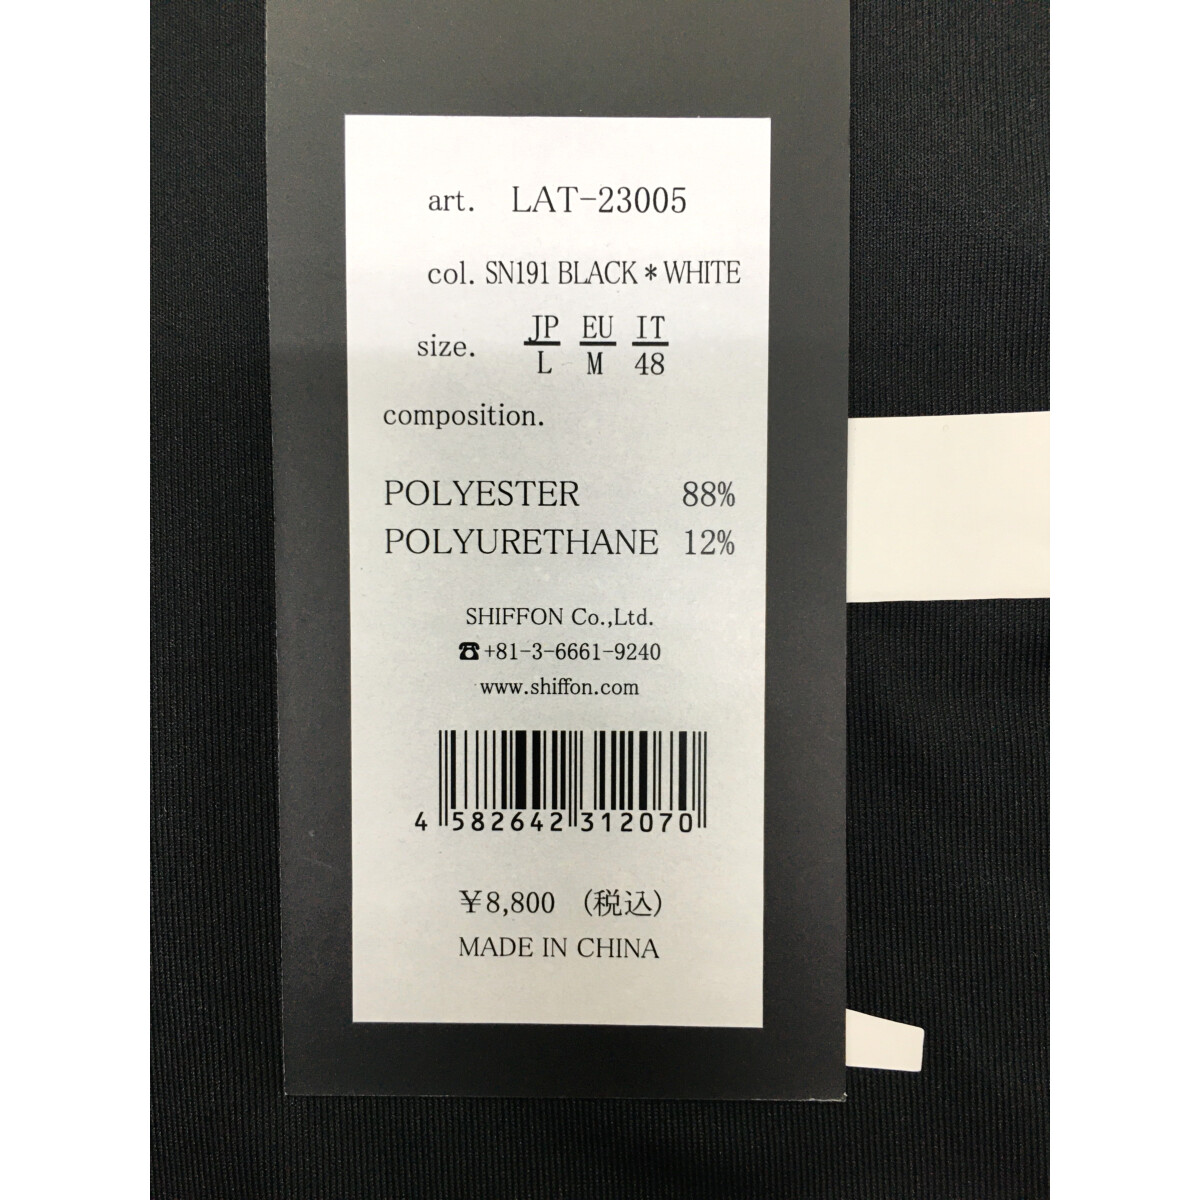 art. LAT-23005
col. SN191 BLACK＊WHITE
size. JP EU IT
L M 48
composition.
POLYESTER 88%
POLYURETHANE 12%
SHIFFON Co.,Ltd.
☎+81-3-6661-9240
www.shiffon.com
4 582642 312070
￥8,800 (税込)
MADE IN CHINA